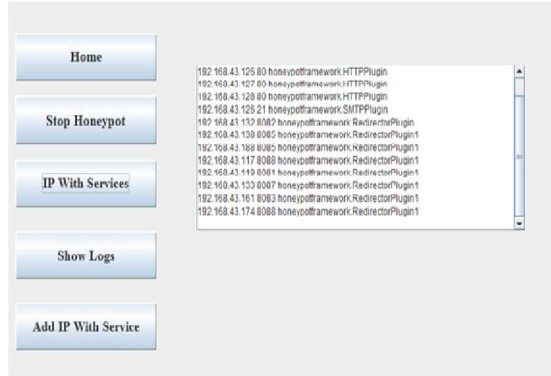 Home
Stop Honeypot
IP With Services
Show Logs
Add IP With Service
192.168.43.126 80 honeypotframework.HTTPPlugin
192.168.43.127 80 honeypotframework.HTTPPlugin
192.168.43.128 80 honeypotframework.HTTPPlugin
192.168.43.126 21 honeypotframework.SMTPPlugin
192.168.43.132 8082 honeypotframework.RedirectorPlugin
192.168.43.138 8085 honeypotframework.RedirectorPlugin1
192.168.43.188 8085 honeypotframework.RedirectorPlugin1
192.168.43.117 8088 honeypotframework.RedirectorPlugin1
192.168.43.119 8081 honeypotframework.RedirectorPlugin1
192.168.43.133 8087 honeypotframework.RedirectorPlugin1
192.168.43.161 8083 honeypotframework.RedirectorPlugin1
192.168.43.174 8088 honeypotframework.RedirectorPlugin1